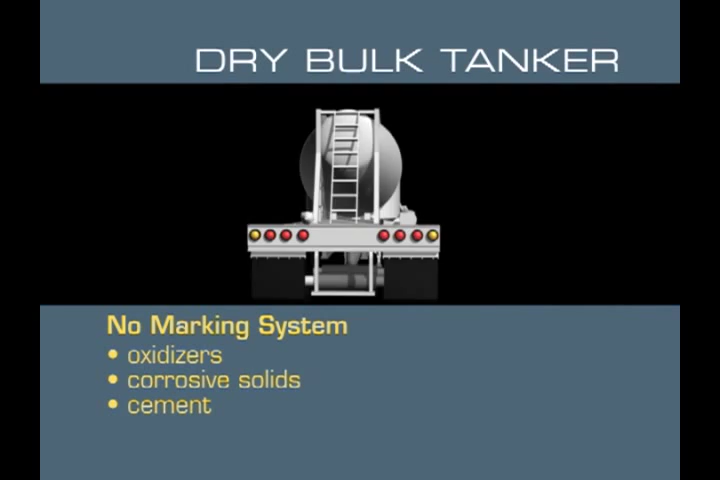 DRY BULK TANKER
No Marking System
• oxidizers
• corrosive solids
• cement